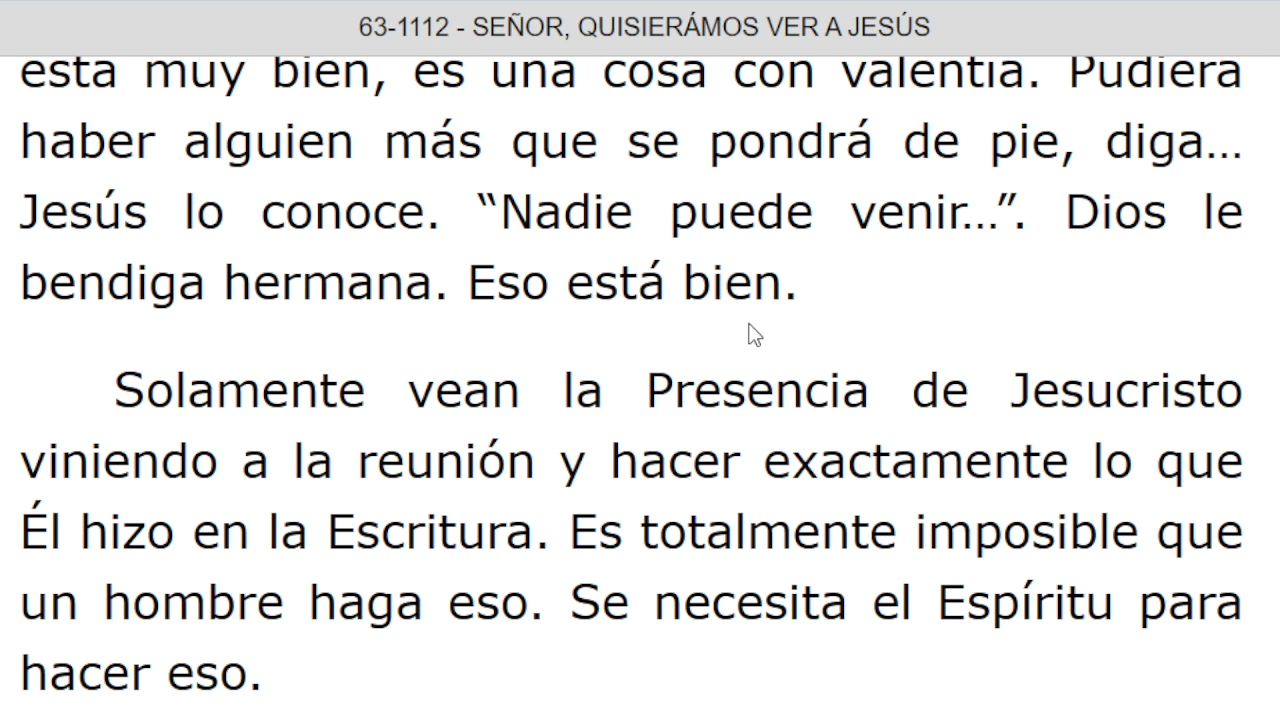 63-1112 - SEÑOR, QUISIERÁMOS VER A JESÚS
está muy bien, es una cosa con valentía. Pudiera
haber alguien más que se pondrá de pie, diga...
Jesús lo conoce. “Nadie puede venir...”. Dios le
bendiga hermana. Eso está bien.
Solamente vean la Presencia de Jesucristo
viniendo a la reunión y hacer exactamente lo que
Él hizo en la Escritura. Es totalmente imposible que
un hombre haga eso. Se necesita el Espíritu para
hacer eso.